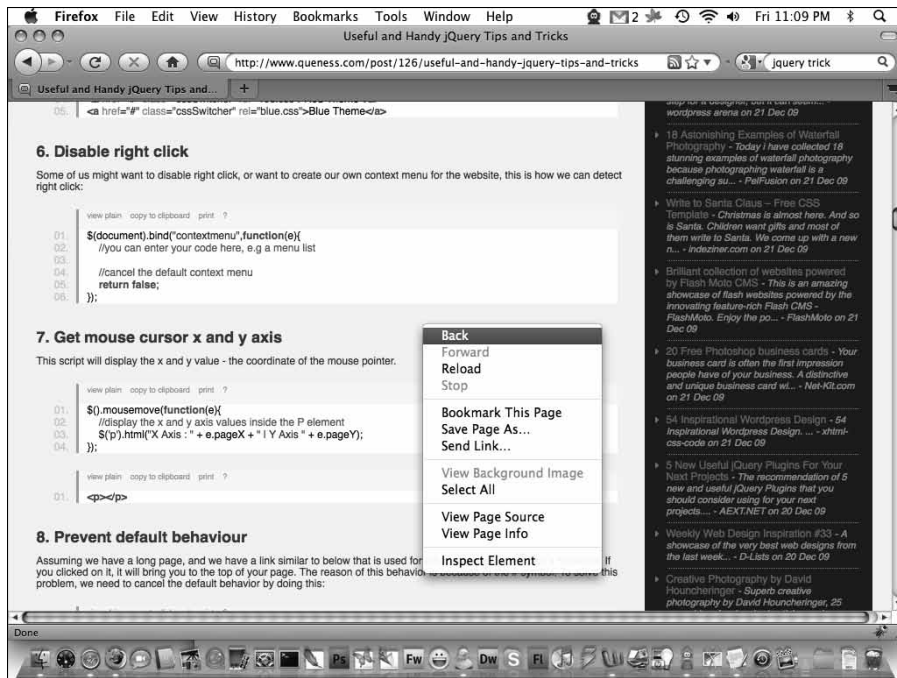 Firefox File Edit View History Bookmarks Tools Window Help 2 Fri 11:09 PM
Useful and Handy jQuery Tips and Tricks
http://www.queness.com/post/126/useful-and-handy-jquery-tips-and-tricks
jquery trick
Useful and Handy jQuery Tips and... +
05. <a href="#" class="cssSwitcher" rel="blue.css">Blue Theme</a>
6. Disable right click
Some of us might want to disable right click, or want to create our own context menu for the website, this is how we can detect
right click:
view plain copy to clipboard print ?
01. $(document).bind("contextmenu",function(e){
02. //you can enter your code here, e.g a menu list
03.
04. //cancel the default context menu
05. return false;
06. });
7. Get mouse cursor x and y axis
This script will display the x and y value - the coordinate of the mouse pointer.
view plain copy to clipboard print ?
01. $().mousemove(function(e){
02. //display the x and y axis values inside the P element
03. $('p').html("X Axis : " + e.pageX + " | Y Axis " + e.pageY);
04. });
view plain copy to clipboard print ?
01. <p></p>
8. Prevent default behaviour
Assuming we have a long page, and we have a link similar to below that is used for If
you clicked on it, it will bring you to the top of your page. The reason of this behavior is because of the # symbol, To solve this
problem, we need to cancel the default behavior by doing this:
Back
Forward
Reload
Stop
Bookmark This Page
Save Page As...
Send Link...
View Background Image
Select All
View Page Source
View Page Info
Inspect Element
step for a designer, but it can seem... -
wordpress arena on 21 Dec 09
18 Astonishing Examples of Waterfall
Photography - Today i have collected 18
stunning examples of waterfall photography
because photographing waterfall is a
challenging su... - PelFusion on 21 Dec 09
Write to Santa Claus – Free CSS
Template - Christmas is almost here. And so
is Santa. Children want gifts and most of
them write to Santa. We come up with a new
n... - indeziner.com on 21 Dec 09
Brilliant collection of websites powered
by Flash Moto CMS - This is an amazing
showcase of flash websites powered by the
innovating feature-rich Flash CMS -
FlashMoto. Enjoy the po... - FlashMoto on 21
Dec 09
20 Free Photoshop business cards - Your
business card is often the first impression
people have of your business. A distinctive
and unique business card wi... - Net-Kit.com
on 21 Dec 09
54 Inspirational Wordpress Design - 54
Inspirational Wordpress Design. ... - xhtml-
css-code on 21 Dec 09
5 New Useful jQuery Plugins For Your
Next Projects - The recommendation of 5
new and useful jQuery Plugins that you
should consider using for your next
projects.... - AEXT.NET on 20 Dec 09
Weekly Web Design Inspiration #33 - A
showcase of the very best web designs from
the last week... - D-Lists on 20 Dec 09
Creative Photography by David
Houncheringer - Superb creative
photography by David Houncheringer, 25
Done
Ps Fw Dw S Fl